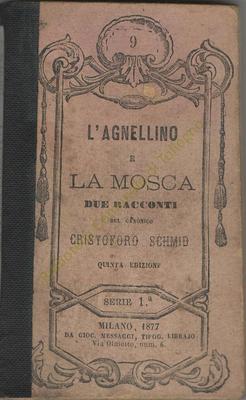 9
L'AGNELLINO
E
LA MOSCA
DUE RACCONTI
DEL CANONICO
CRISTOFORO SCHMID
QUINTA EDIZIONE
SERIE 1.ª
MILANO, 1877
DA GIOC. MESSAGGI, TIPOG. LIBRAJO
Via Olmetto, num. 6.